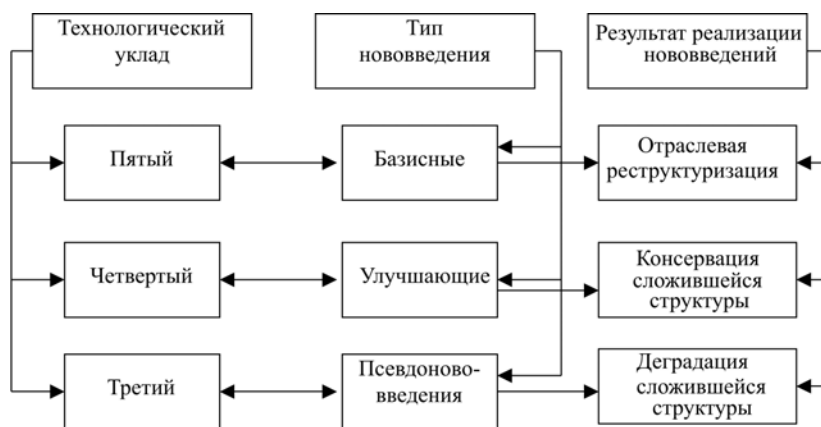 Технологический
уклад
Тип
нововведения
Результат реализации
нововведений
Пятый
Базисные
Отраслевая
реструктуризация
Четвертый
Улучшающие
Консервация
сложившейся
структуры
Третий
Псевдоново-
введения
Деградация
сложившейся
структуры